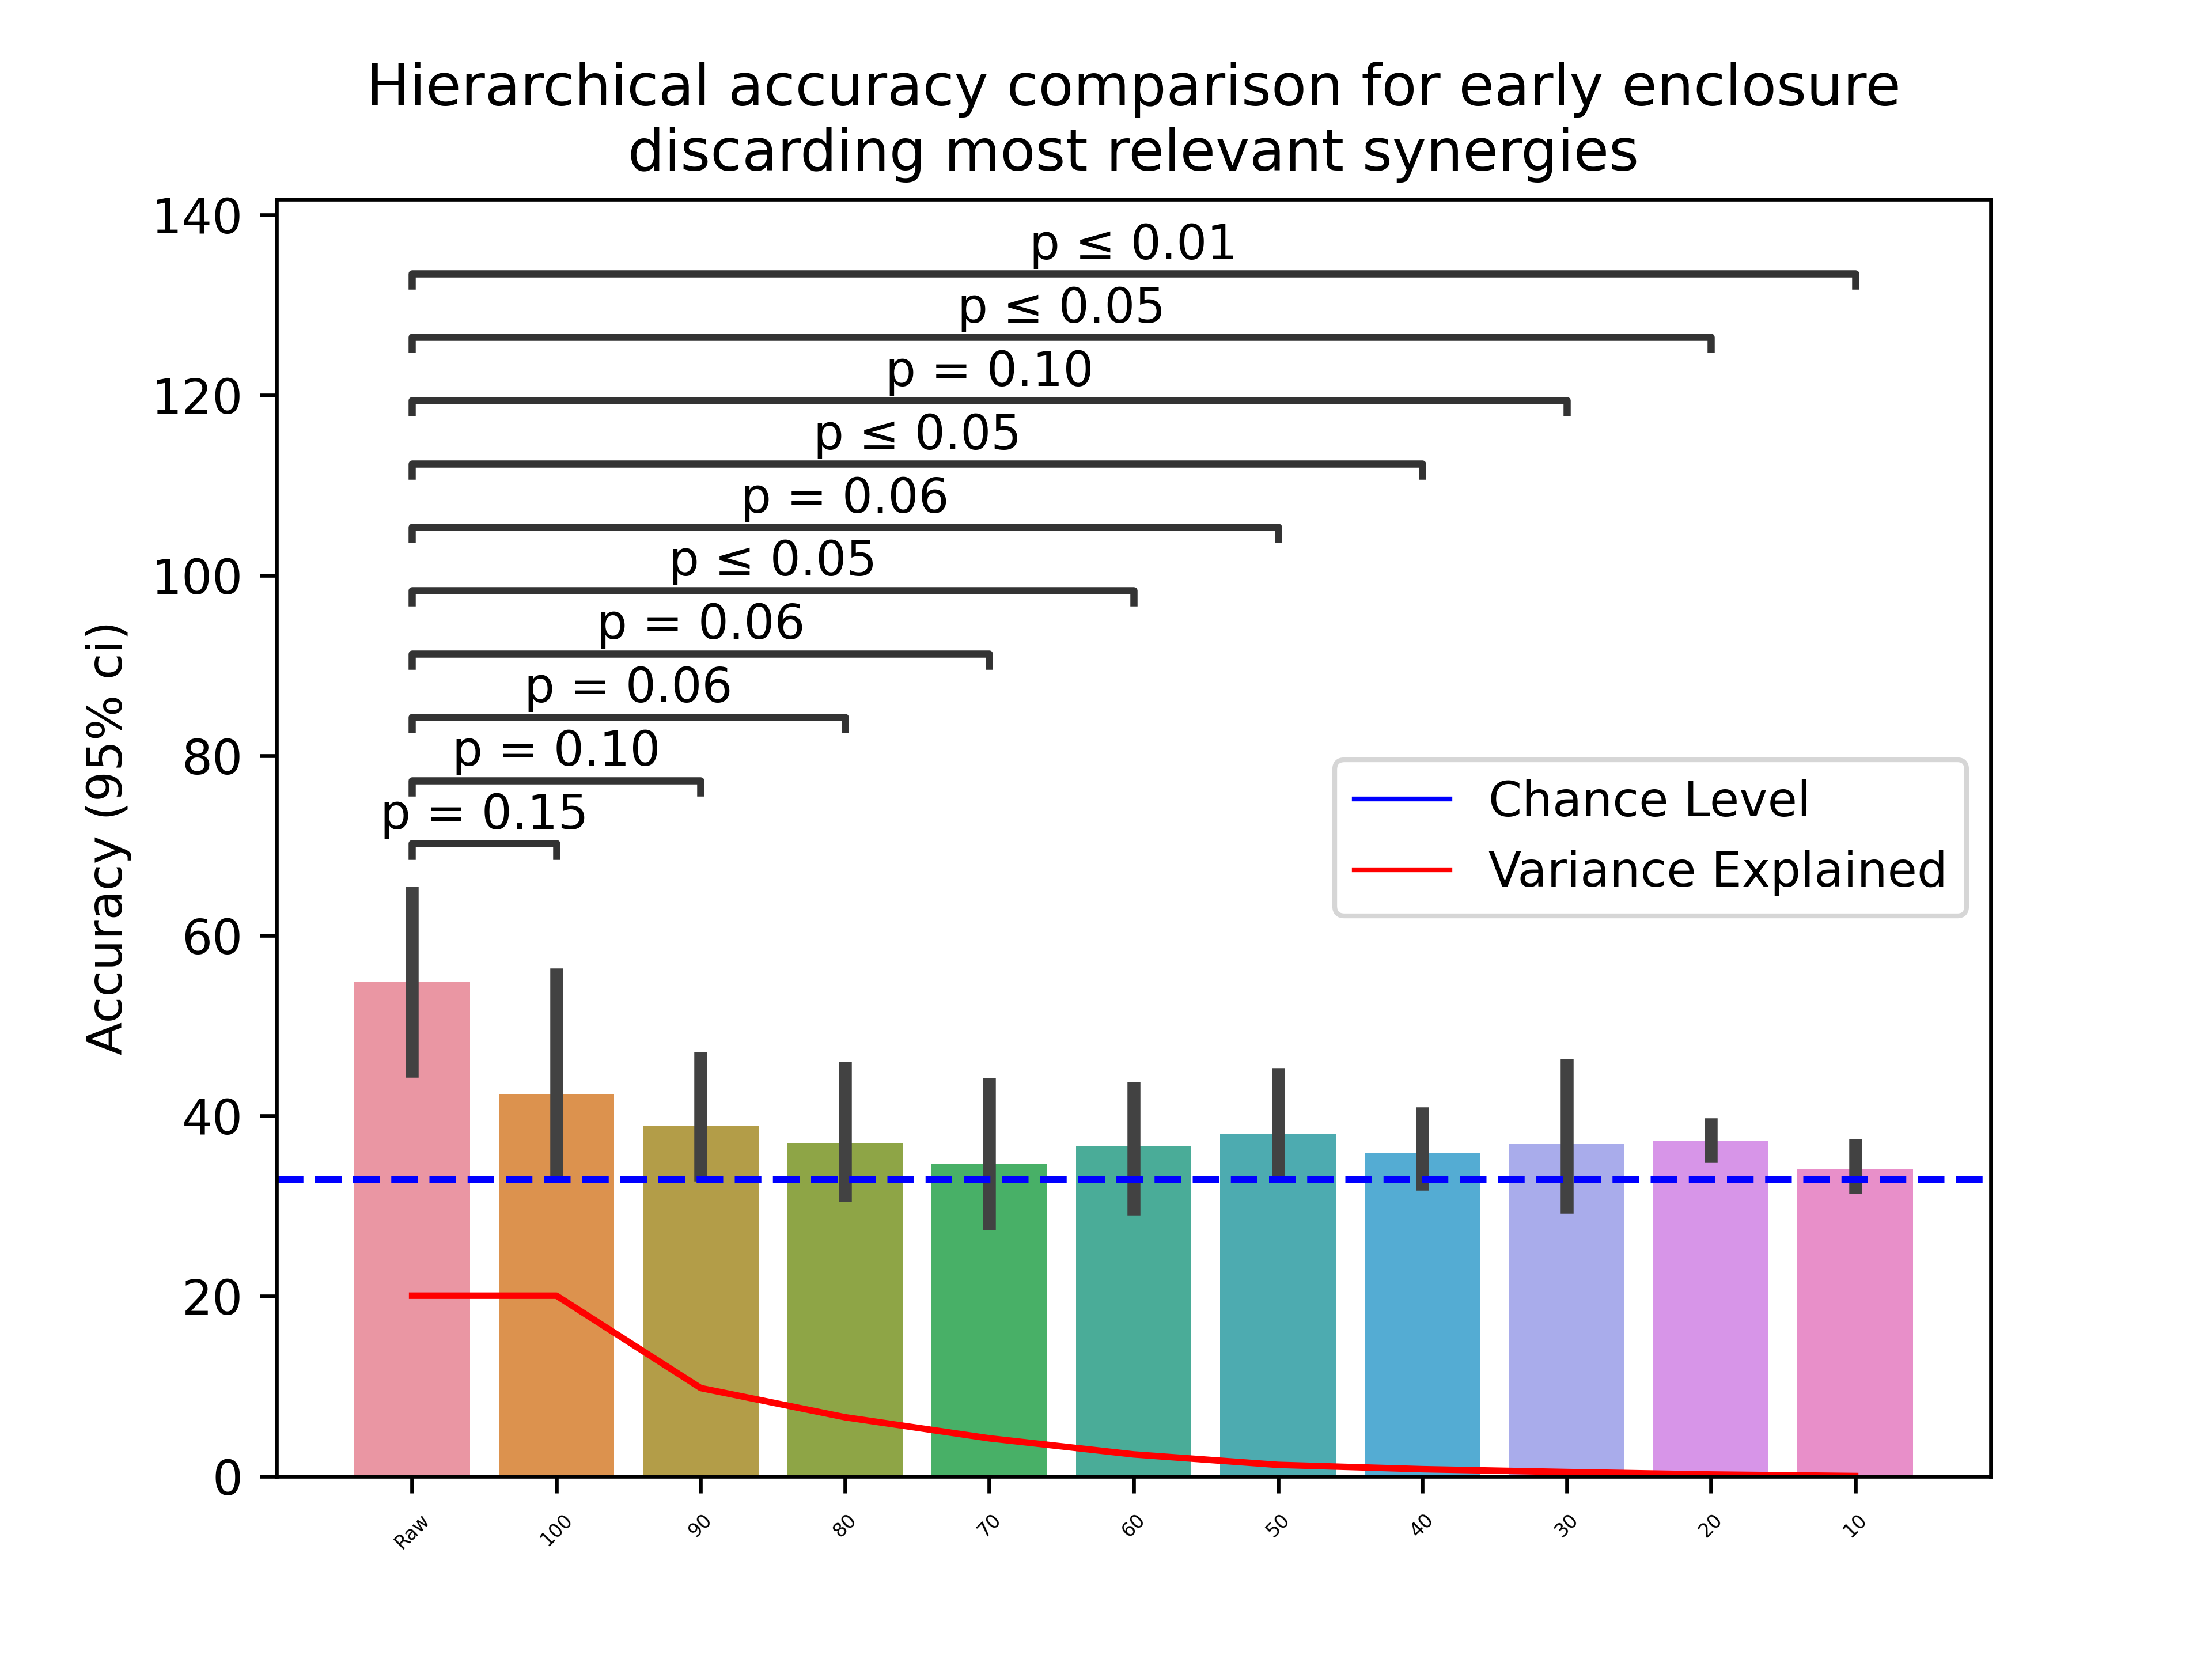 Hierarchical accuracy comparison for early enclosure
discarding most relevant synergies
Accuracy (95% ci)
140
120
100
80
60
40
20
0
p ≤ 0.01
p ≤ 0.05
p = 0.10
p ≤ 0.05
p = 0.06
p ≤ 0.05
p = 0.06
p = 0.06
p = 0.10
p = 0.15
Chance Level
Variance Explained
Raw
100
90
80
70
60
50
40
30
20
10